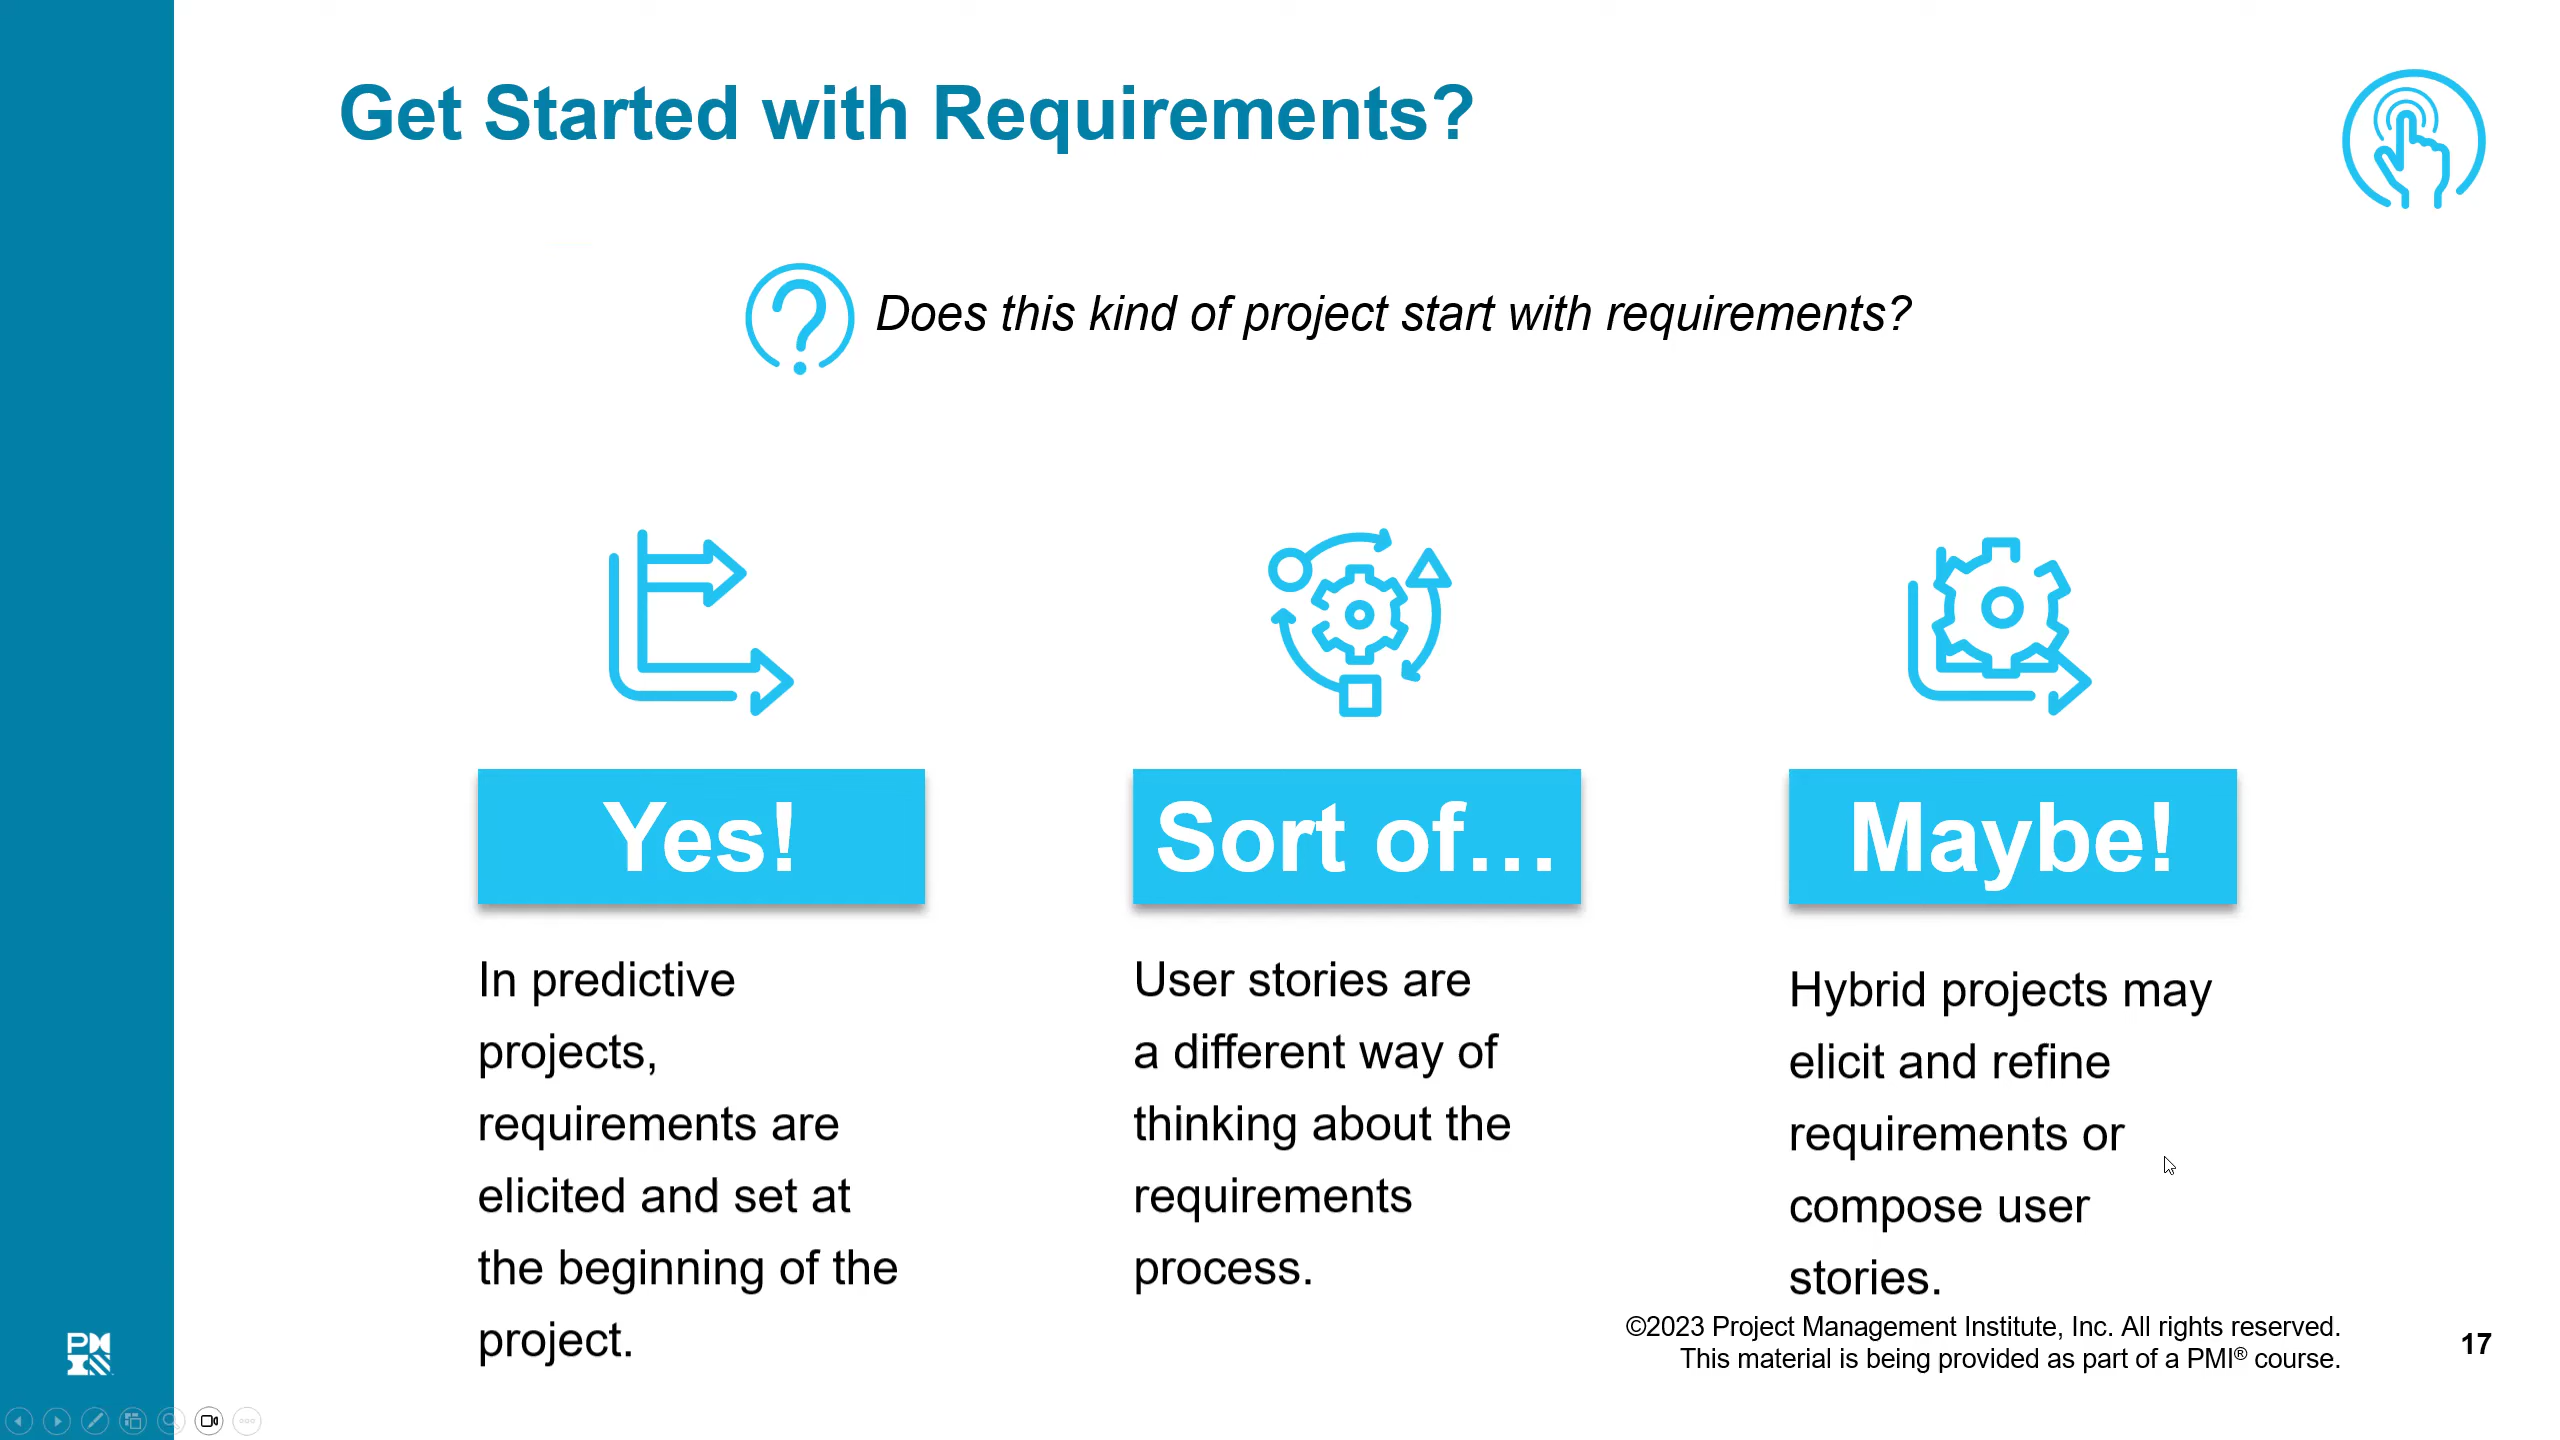 Get Started with Requirements?
Does this kind of project start with requirements?
Yes!
In predictive
projects,
requirements are
elicited and set at
the beginning of the
project.
Sort of…
User stories are
a different way of
thinking about the
requirements
process.
Maybe!
Hybrid projects may
elicit and refine
requirements or
compose user
stories.
©2023 Project Management Institute, Inc. All rights reserved.
This material is being provided as part of a PMI® course.
17